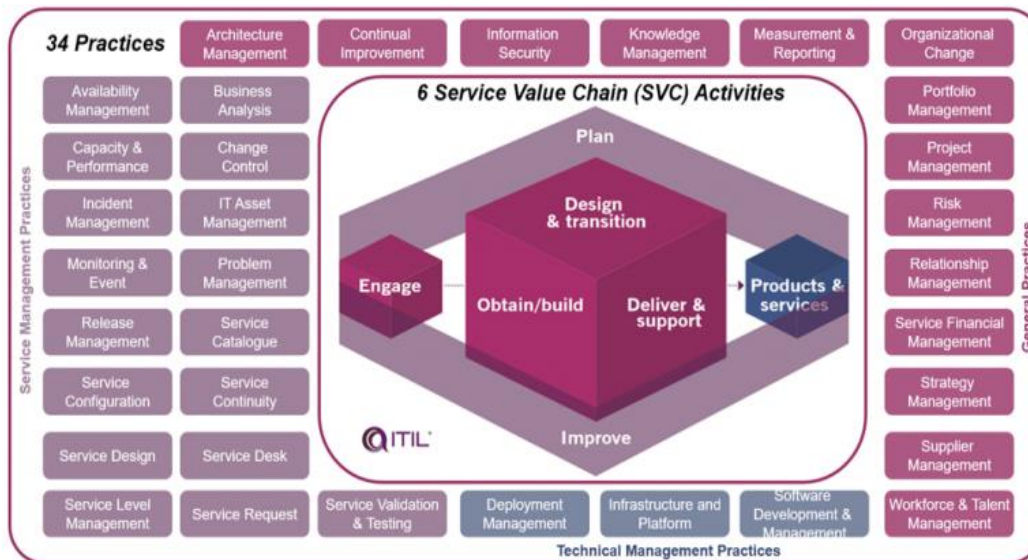 34 Practices
Architecture
Management
Continual
Improvement
Information
Security
Knowledge
Management
Measurement &
Reporting
Organizational
Change
Service Management Practices
Availability
Management
Business
Analysis
Capacity &
Performance
Change
Control
Incident
Management
IT Asset
Management
Monitoring &
Event
Problem
Management
Release
Management
Service
Catalogue
Service
Configuration
Service
Continuity
Service Design
Service Desk
Service Level
Management
Service Request
Service Validation
& Testing
6 Service Value Chain (SVC) Activities
Plan
Design
& transition
Engage
Obtain/build
Deliver &
support
Products &
services
Improve
ITIL®
Portfolio
Management
Project
Management
Risk
Management
Relationship
Management
Service Financial
Management
Strategy
Management
Supplier
Management
Workforce & Talent
Management
General Practices
Deployment
Management
Infrastructure and
Platform
Software
Development &
Management
Technical Management Practices